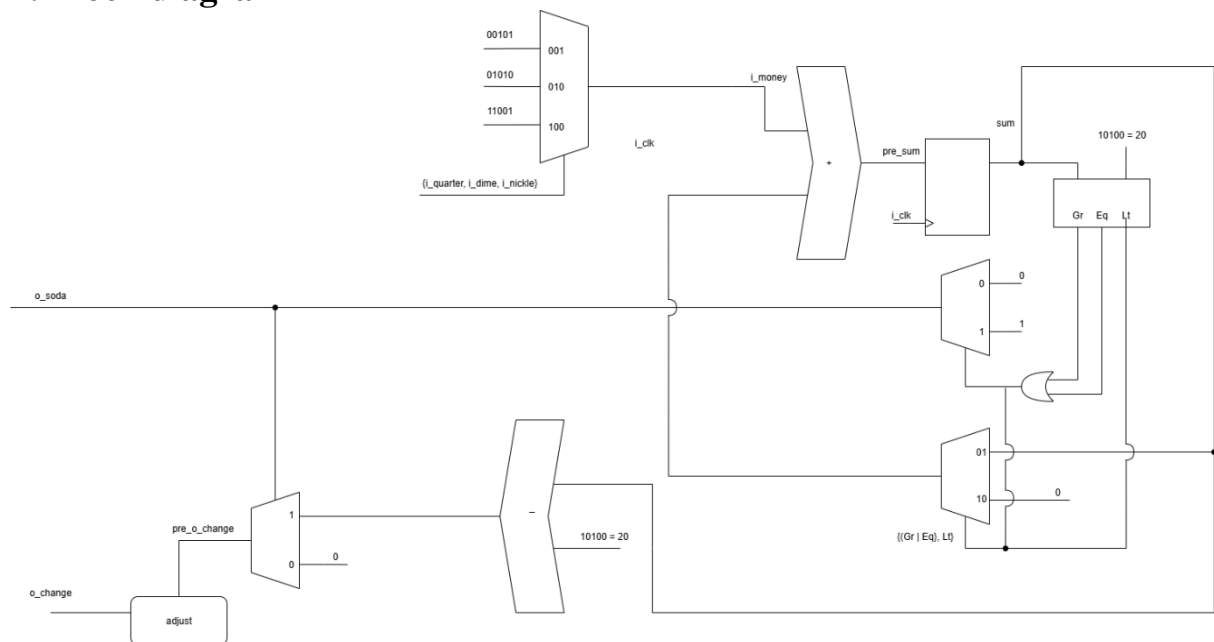 00101
001
01010
010
11001
100
i_money
i_clk
{i_quarter, i_dime, i_nickle}
+
pre_sum
sum
i_clk
10100 = 20
Gr Eq Lt
o_soda
0 0
1 1
01
10 0
{(Gr | Eq), Lt}
–
10100 = 20
1
0 0
pre_o_change
o_change
adjust